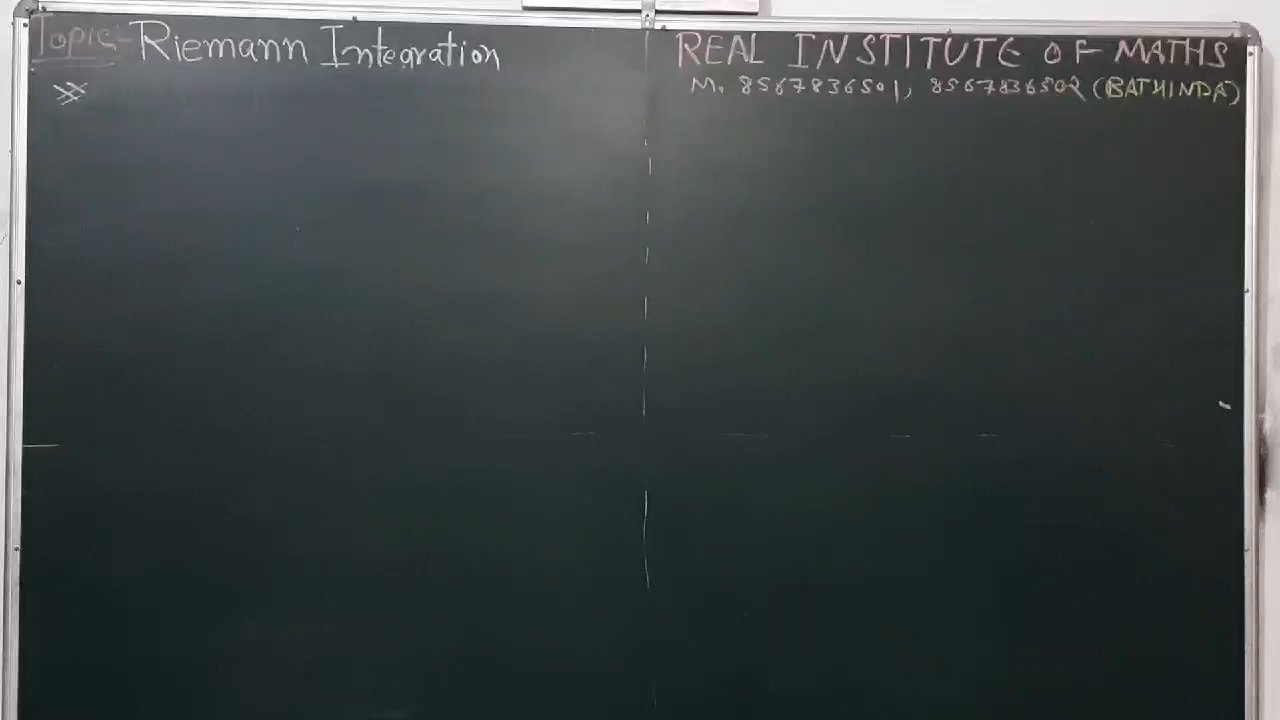 Topic- Riemann Integration
REAL INSTITUTE OF MATHS
M. 8567836501, 8567836502 (BATHINDA)